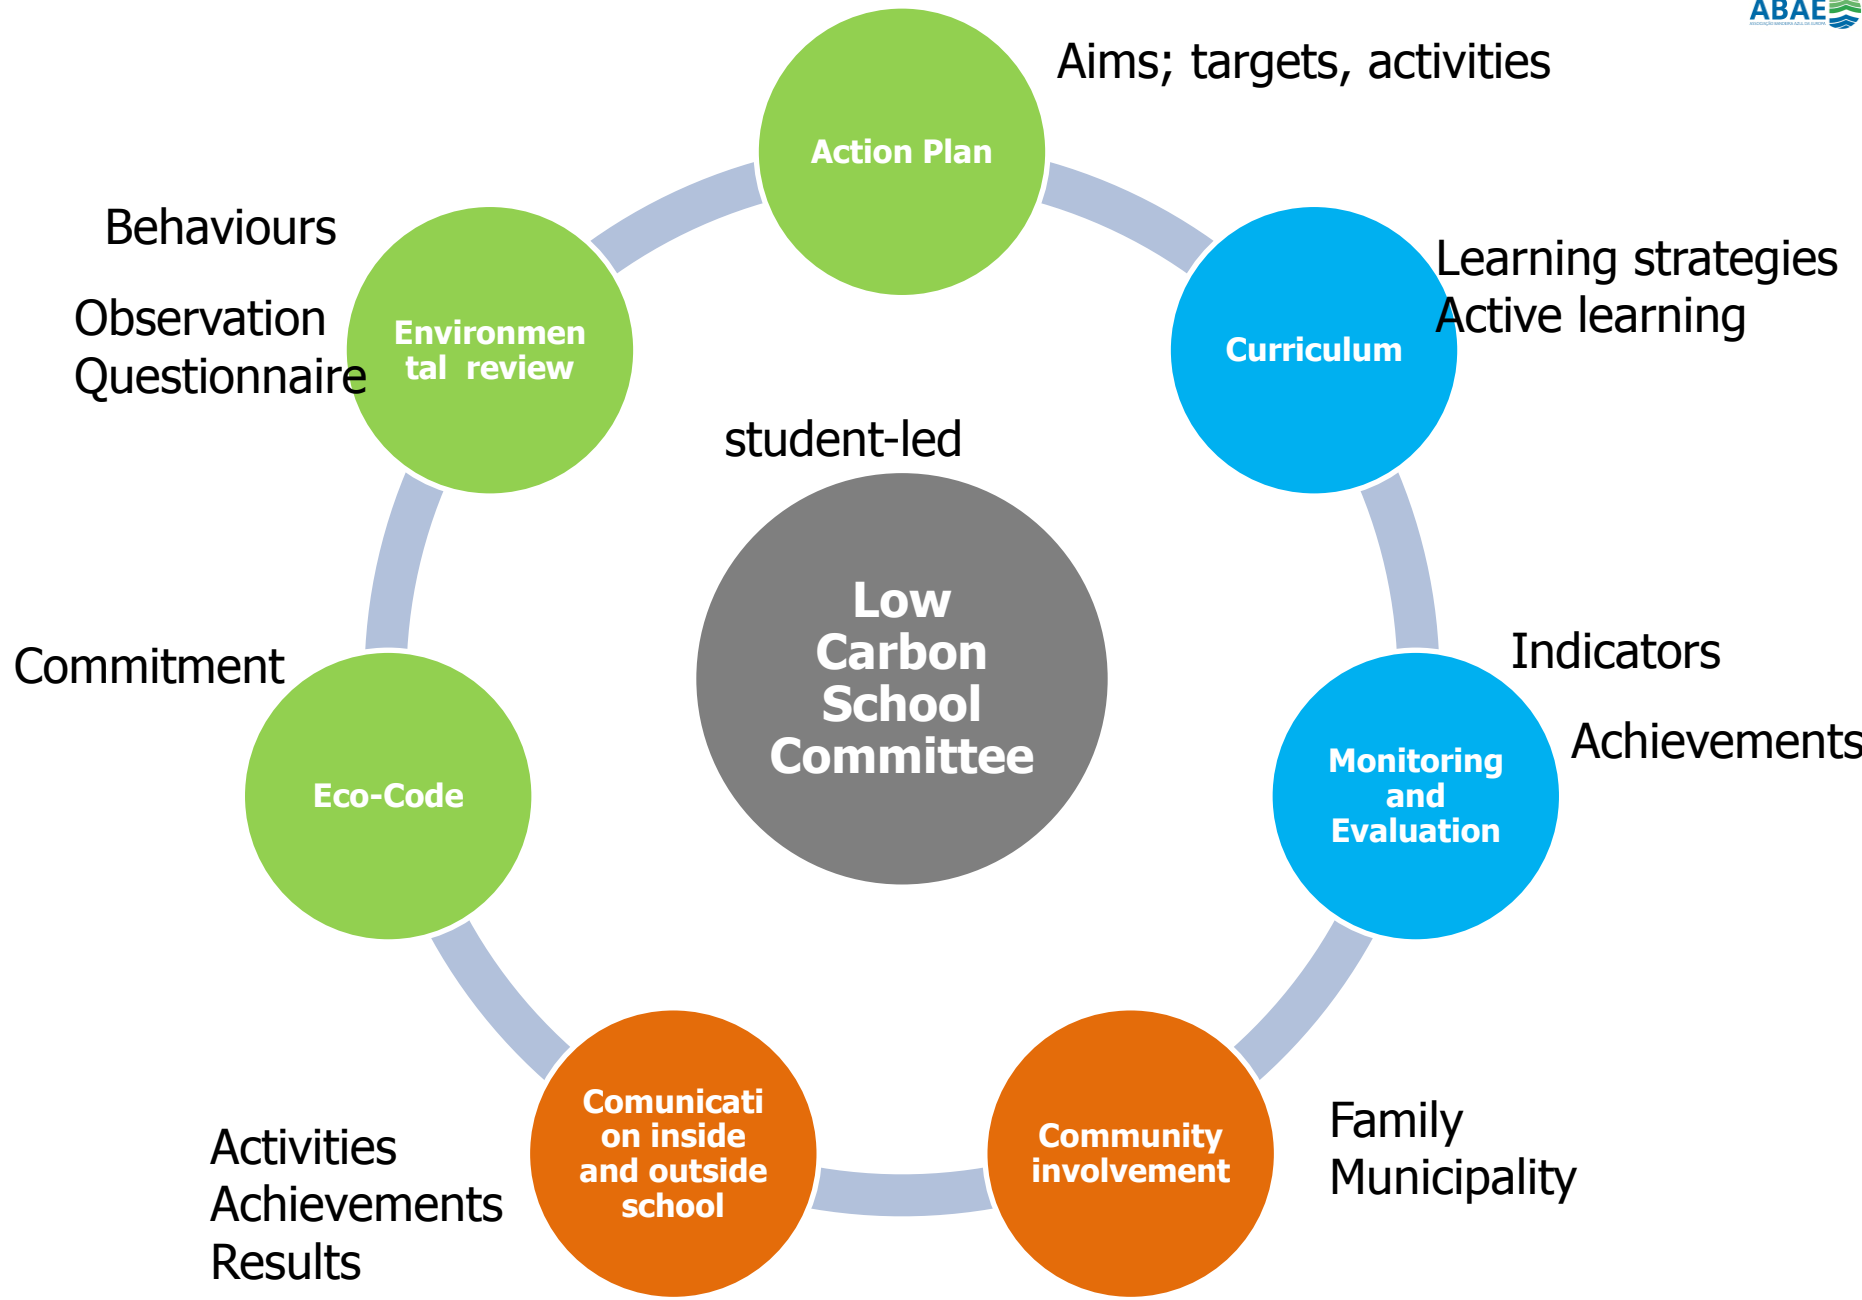 ABAE
Aims; targets, activities
Action Plan
Behaviours
Observation
Questionnaire
Environmen
tal review
Learning strategies
Active learning
Curriculum
student-led
Low
Carbon
School
Committee
Commitment
Eco-Code
Indicators
Achievements
Monitoring
and
Evaluation
Comunicati
on inside
and outside
school
Activities
Achievements
Results
Community
involvement
Family
Municipality